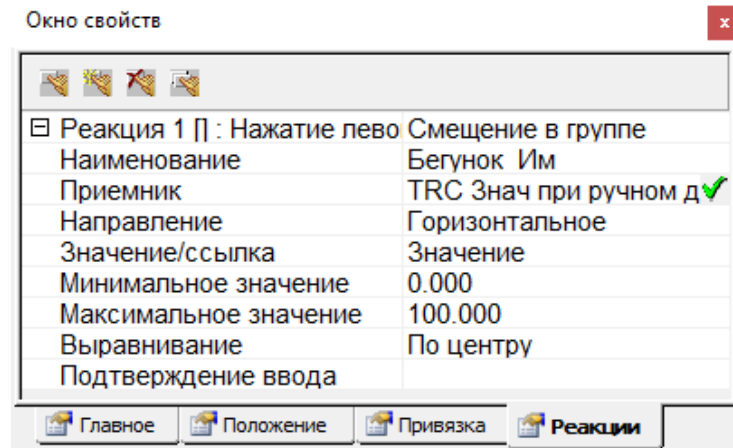 Окно свойств
Реакция 1 [] : Нажатие лево Смещение в группе
Наименование Бегунок Им
Приемник TRC Знач при ручном д
Направление Горизонтальное
Значение/ссылка Значение
Минимальное значение 0.000
Максимальное значение 100.000
Выравнивание По центру
Подтверждение ввода
Главное Положение Привязка Реакции